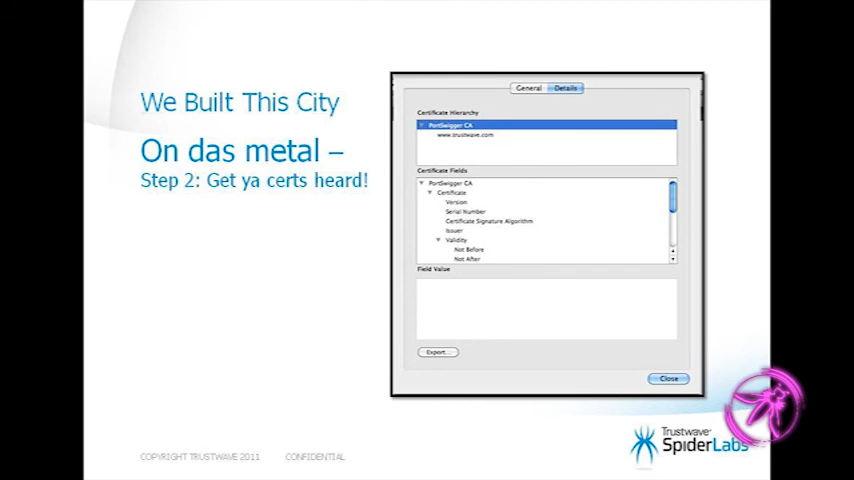 We Built This City
On das metal –
Step 2: Get ya certs heard!
General
Details
Certificate Hierarchy
PortSwigger CA
www.trustwave.com
Certificate Fields
PortSwigger CA
Certificate
Version
Serial Number
Certificate Signature Algorithm
Issuer
Validity
Not Before
Not After
Field Value
Export...
Close
COPYRIGHT TRUSTWAVE 2011 CONFIDENTIAL
Trustwave
SpiderLabs